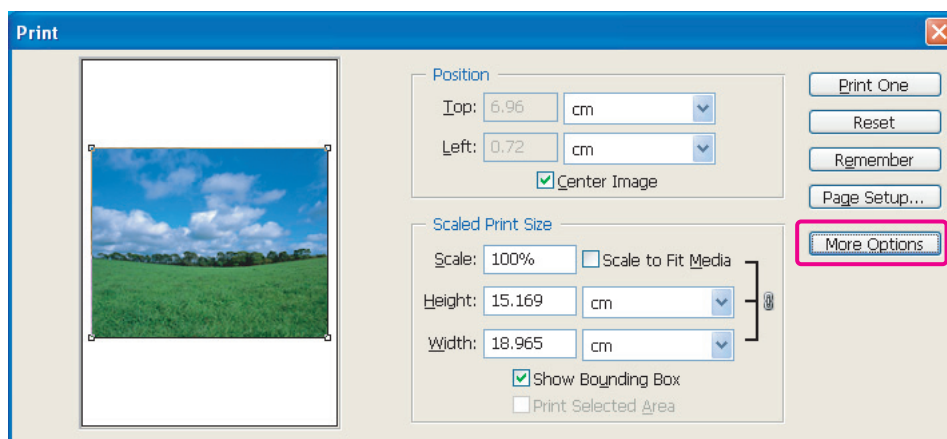 Print
Position
Top: 6.96 cm
Left: 0.72 cm
Center Image
Scaled Print Size
Scale: 100% Scale to Fit Media
Height: 15.169 cm
Width: 18.965 cm
Show Bounding Box
Print Selected Area
Print One
Reset
Remember
Page Setup...
More Options